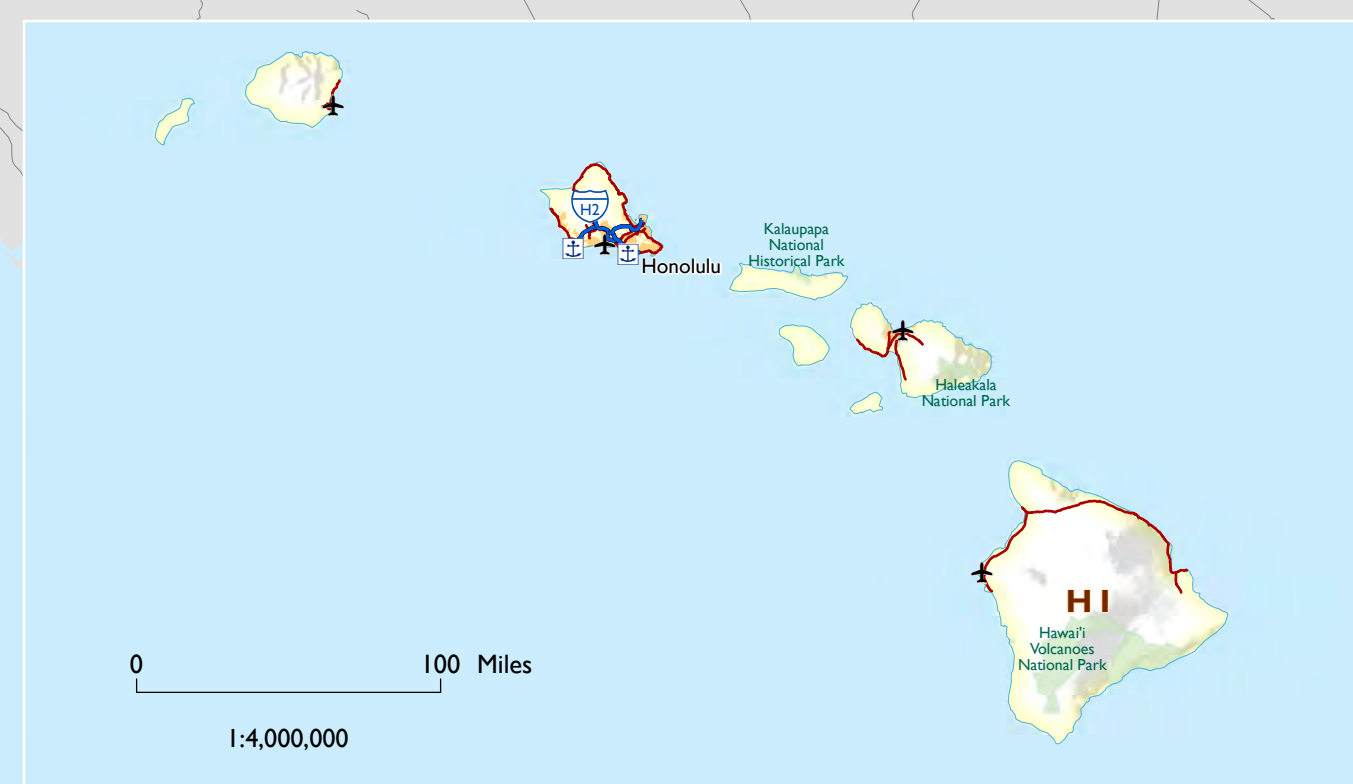 H2
Honolulu
Kalaupapa
National
Historical Park
Haleakala
National Park
HI
Hawai'i
Volcanoes
National Park
0 100 Miles
1:4,000,000